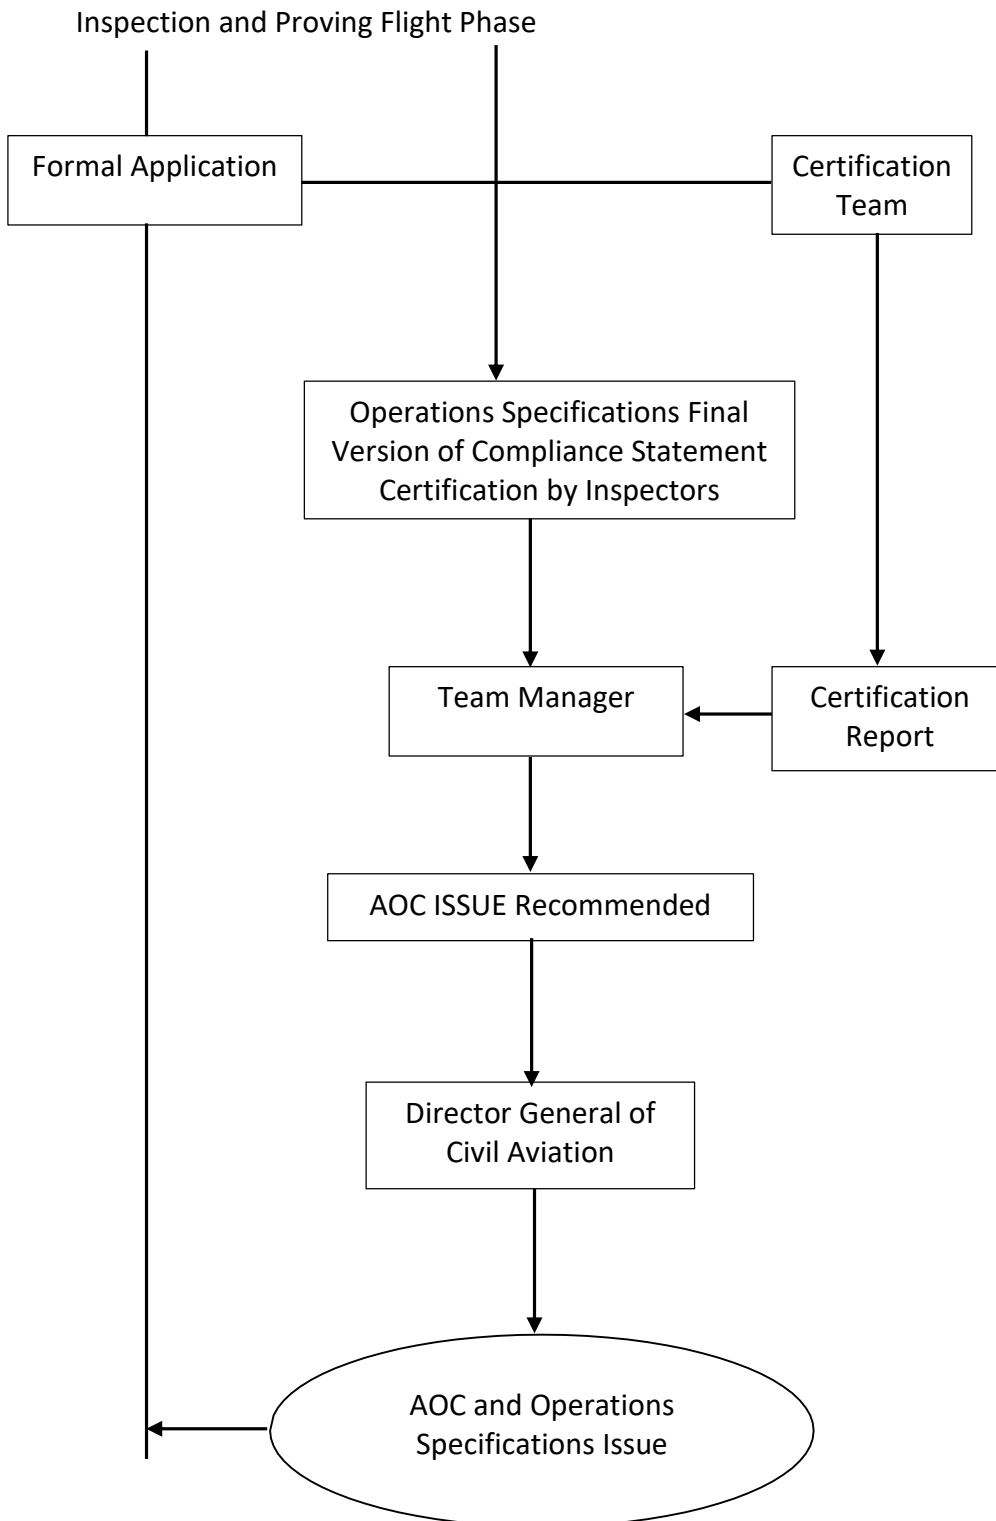 Inspection and Proving Flight Phase
Formal Application
Certification
Team
Operations Specifications Final
Version of Compliance Statement
Certification by Inspectors
Team Manager
Certification
Report
AOC ISSUE Recommended
Director General of
Civil Aviation
AOC and Operations
Specifications Issue